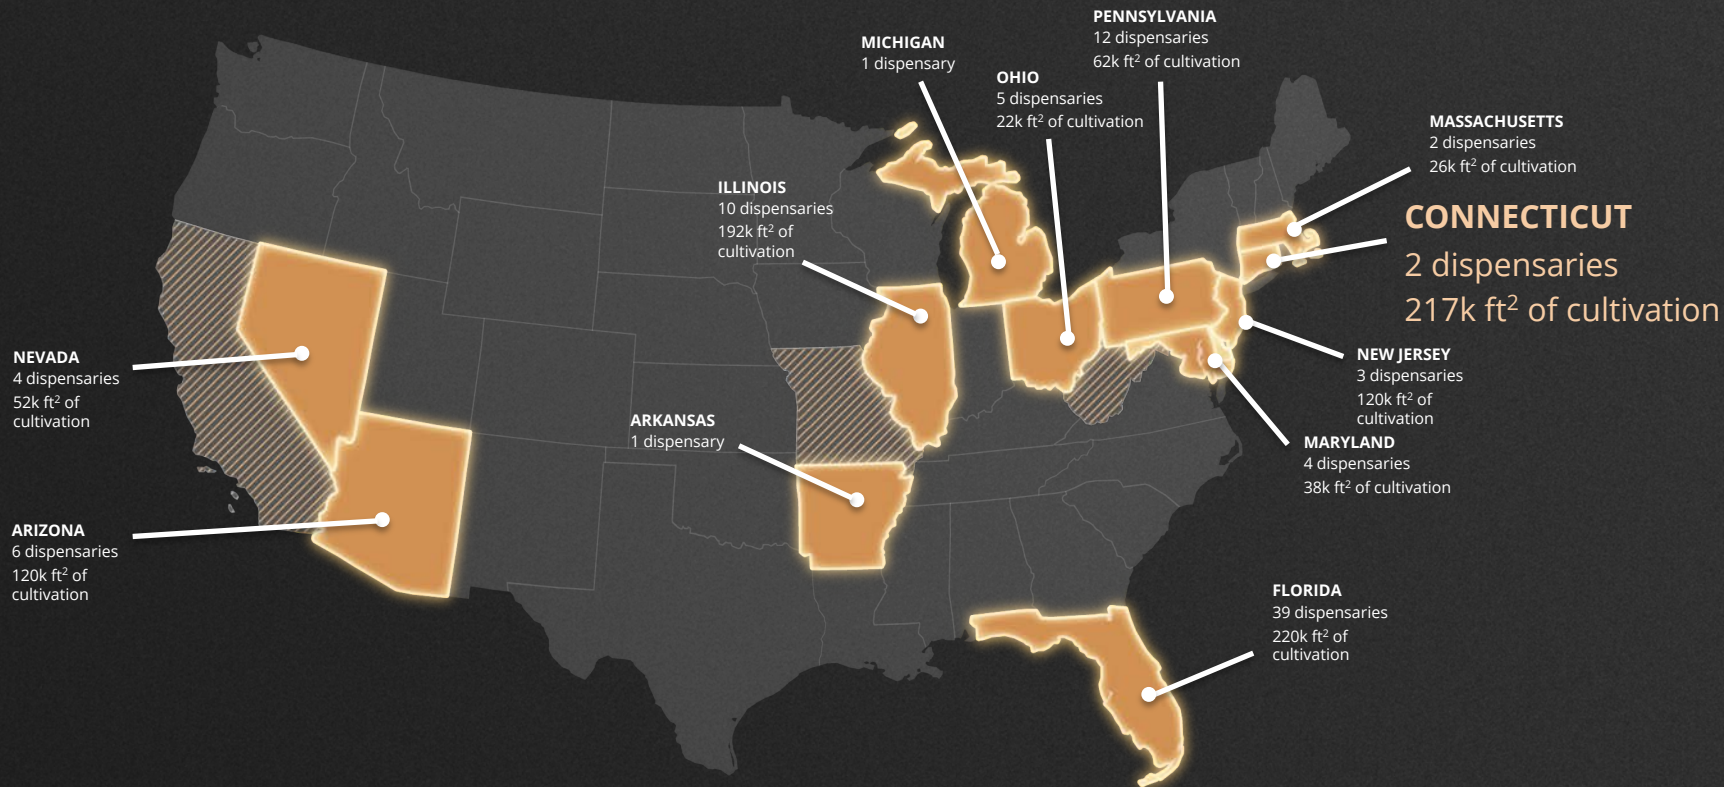 PENNSYLVANIA
12 dispensaries
62k ft² of cultivation
MICHIGAN
1 dispensary
OHIO
5 dispensaries
22k ft² of cultivation
MASSACHUSETTS
2 dispensaries
26k ft² of cultivation
ILLINOIS
10 dispensaries
192k ft² of
cultivation
CONNECTICUT
2 dispensaries
217k ft² of cultivation
NEVADA
4 dispensaries
52k ft² of
cultivation
NEW JERSEY
3 dispensaries
120k ft² of
cultivation
ARKANSAS
1 dispensary
MARYLAND
4 dispensaries
38k ft² of cultivation
ARIZONA
6 dispensaries
120k ft² of
cultivation
FLORIDA
39 dispensaries
220k ft² of
cultivation